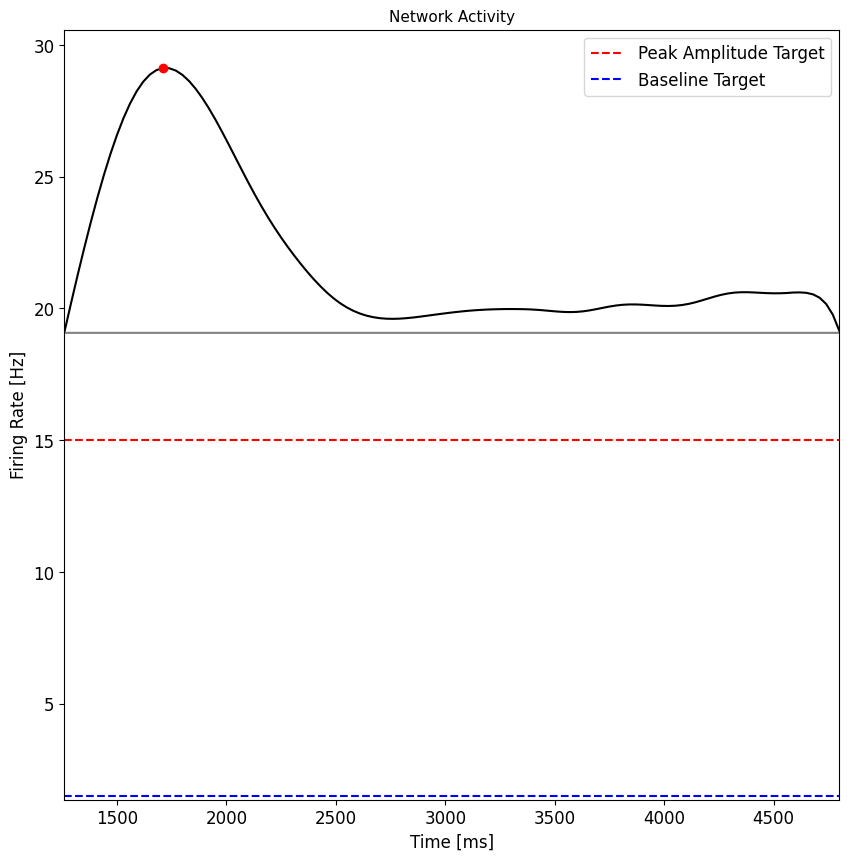 Network Activity
Peak Amplitude Target
Baseline Target
Firing Rate [Hz]
30
25
20
15
10
5
1500 2000 2500 3000 3500 4000 4500
Time [ms]